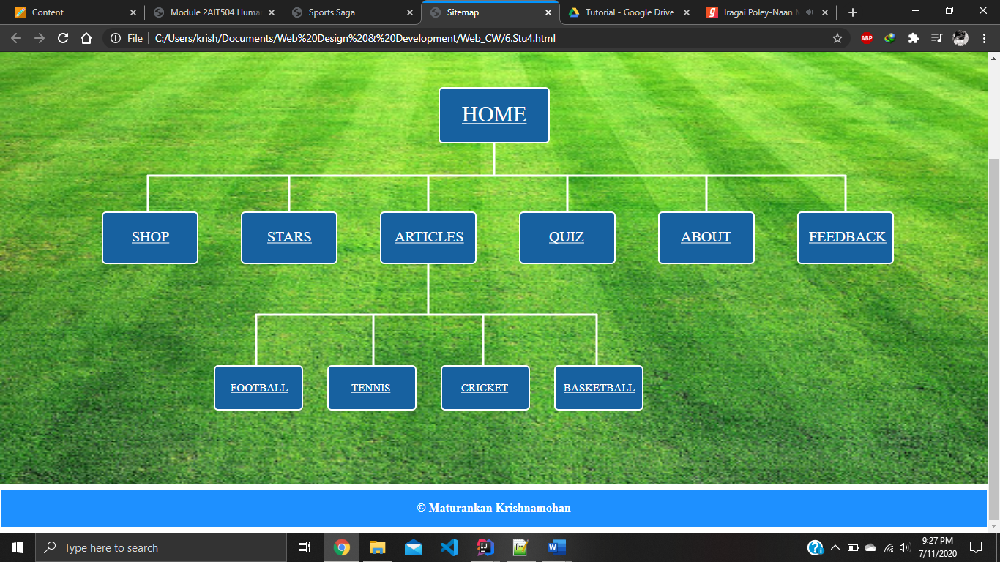 Content
Module 2AIT504 Human
Sports Saga
Sitemap
Tutorial - Google Drive
Iragai Poley-Naan
File
C:/Users/krish/Documents/Web%20Design%20&%20Development/Web_CW/6.Stu4.html
ABP
HOME
SHOP STARS ARTICLES QUIZ ABOUT FEEDBACK
FOOTBALL TENNIS CRICKET BASKETBALL
© Maturankan Krishnamohan
Type here to search
9:27 PM
7/11/2020